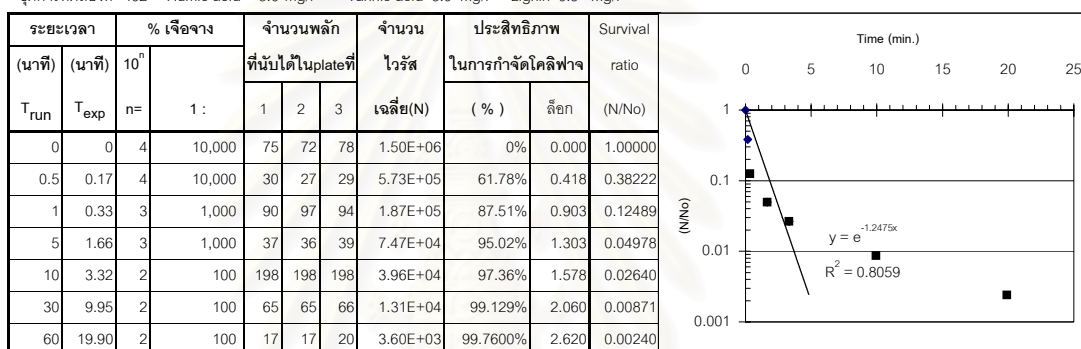 ระยะเวลา % เจือจาง จำนวนพลัก จำนวน ประสิทธิภาพ Survival
(นาที) (นาที) 10^n ที่นับได้ในplateที่ ไวรัส ในการกำจัดโคลิฟาจ ratio
T run T exp n= 1 : 1 2 3 เฉลี่ย(N) ( % ) ล็อก (N/No)
0 0 4 10,000 75 72 78 1.50E+06 0% 0.000 1.00000
0.5 0.17 4 10,000 30 27 29 5.73E+05 61.78% 0.418 0.38222
1 0.33 3 1,000 90 97 94 1.87E+05 87.51% 0.903 0.12489
5 1.66 3 1,000 37 36 39 7.47E+04 95.02% 1.303 0.04978
10 3.32 2 100 198 198 198 3.96E+04 97.36% 1.578 0.02640
30 9.95 2 100 65 65 66 1.31E+04 99.129% 2.060 0.00871
60 19.90 2 100 17 17 20 3.60E+03 99.7600% 2.620 0.00240
Time (min.)
0 5 10 15 20 25
1
0.1
0.01
0.001
(N/No)
y = e^-1.2475x
R^2 = 0.8059